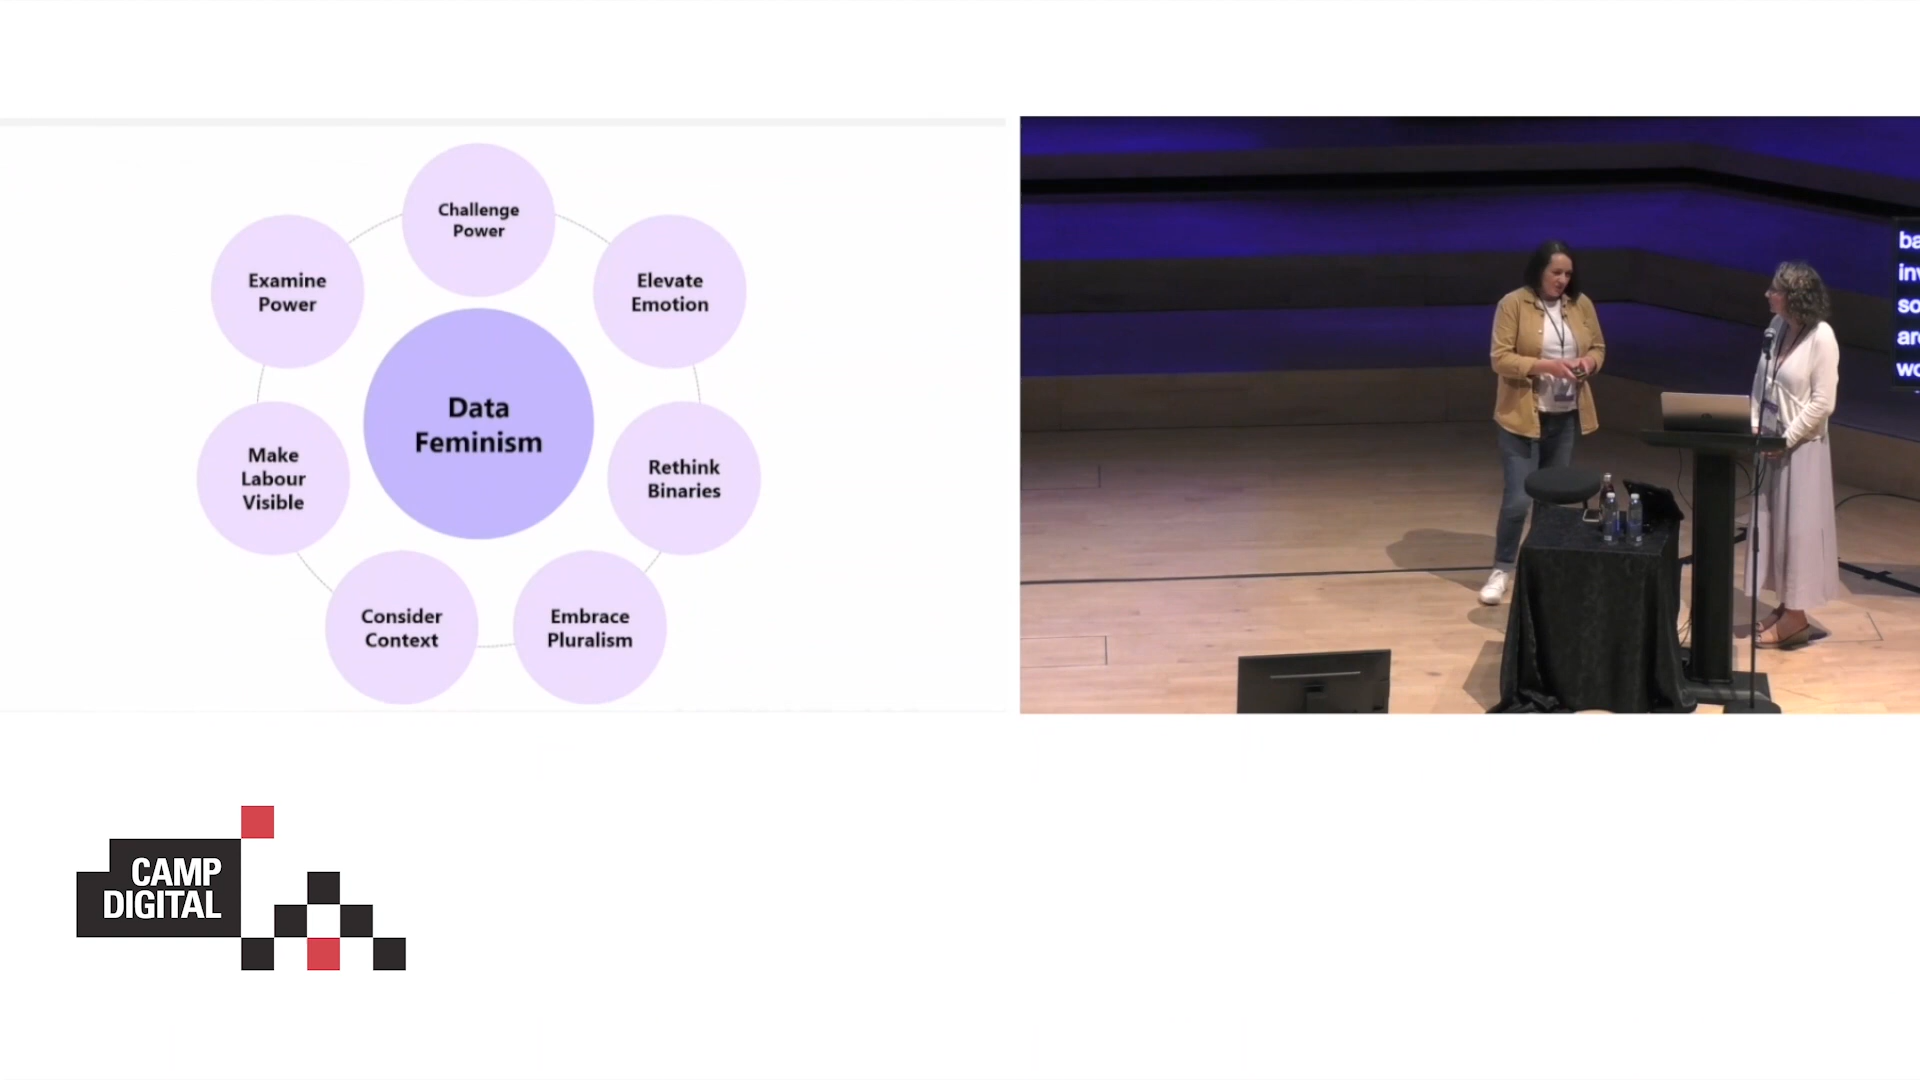 Challenge
Power
Elevate
Emotion
Rethink
Binaries
Embrace
Pluralism
Consider
Context
Make
Labour
Visible
Examine
Power
Data
Feminism
CAMP
DIGITAL